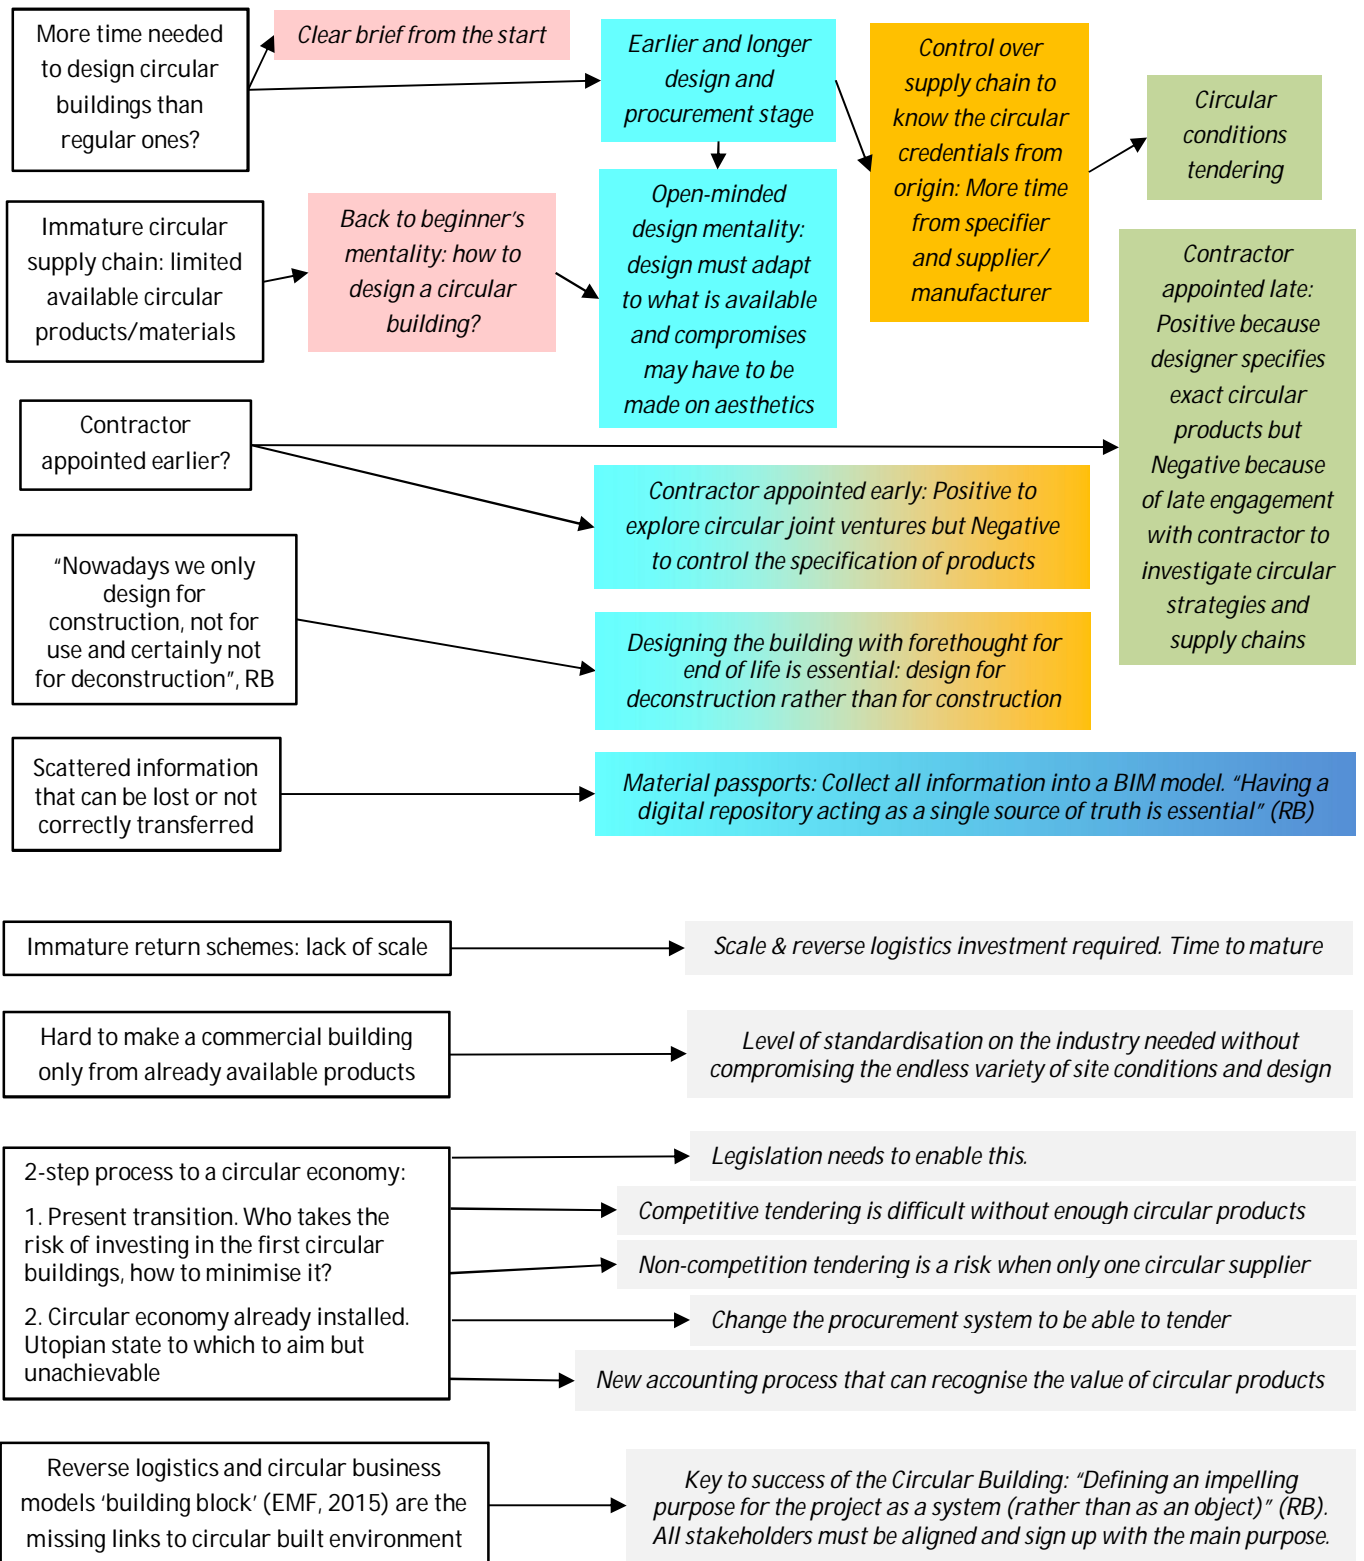 More time needed
to design circular
buildings than
regular ones?
Clear brief from the start
Earlier and longer
design and
procurement stage
Control over
supply chain to
know the circular
credentials from
origin: More time
from specifier
and supplier/
manufacturer
Circular
conditions
tendering
Immature circular
supply chain: limited
available circular
products/materials
Back to beginner’s
mentality: how to
design a circular
building?
Open-minded
design mentality:
design must adapt
to what is available
and compromises
may have to be
made on aesthetics
Contractor
appointed late:
Positive because
designer specifies
exact circular
products but
Negative because
of late engagement
with contractor to
investigate circular
strategies and
supply chains
Contractor
appointed earlier?
Contractor appointed early: Positive to
explore circular joint ventures but Negative
to control the specification of products
“Nowadays we only
design for
construction, not for
use and certainly not
for deconstruction”, RB
Designing the building with forethought for
end of life is essential: design for
deconstruction rather than for construction
Scattered information
that can be lost or not
correctly transferred
Material passports: Collect all information into a BIM model. “Having a
digital repository acting as a single source of truth is essential” (RB)
Immature return schemes: lack of scale
Scale & reverse logistics investment required. Time to mature
Hard to make a commercial building
only from already available products
Level of standardisation on the industry needed without
compromising the endless variety of site conditions and design
2-step process to a circular economy:
1. Present transition. Who takes the
risk of investing in the first circular
buildings, how to minimise it?
2. Circular economy already installed.
Utopian state to which to aim but
unachievable
Legislation needs to enable this.
Competitive tendering is difficult without enough circular products
Non-competition tendering is a risk when only one circular supplier
Change the procurement system to be able to tender
New accounting process that can recognise the value of circular products
Reverse logistics and circular business
models ‘building block’ (EMF, 2015) are the
missing links to circular built environment
Key to success of the Circular Building: “Defining an impelling
purpose for the project as a system (rather than as an object)” (RB).
All stakeholders must be aligned and sign up with the main purpose.